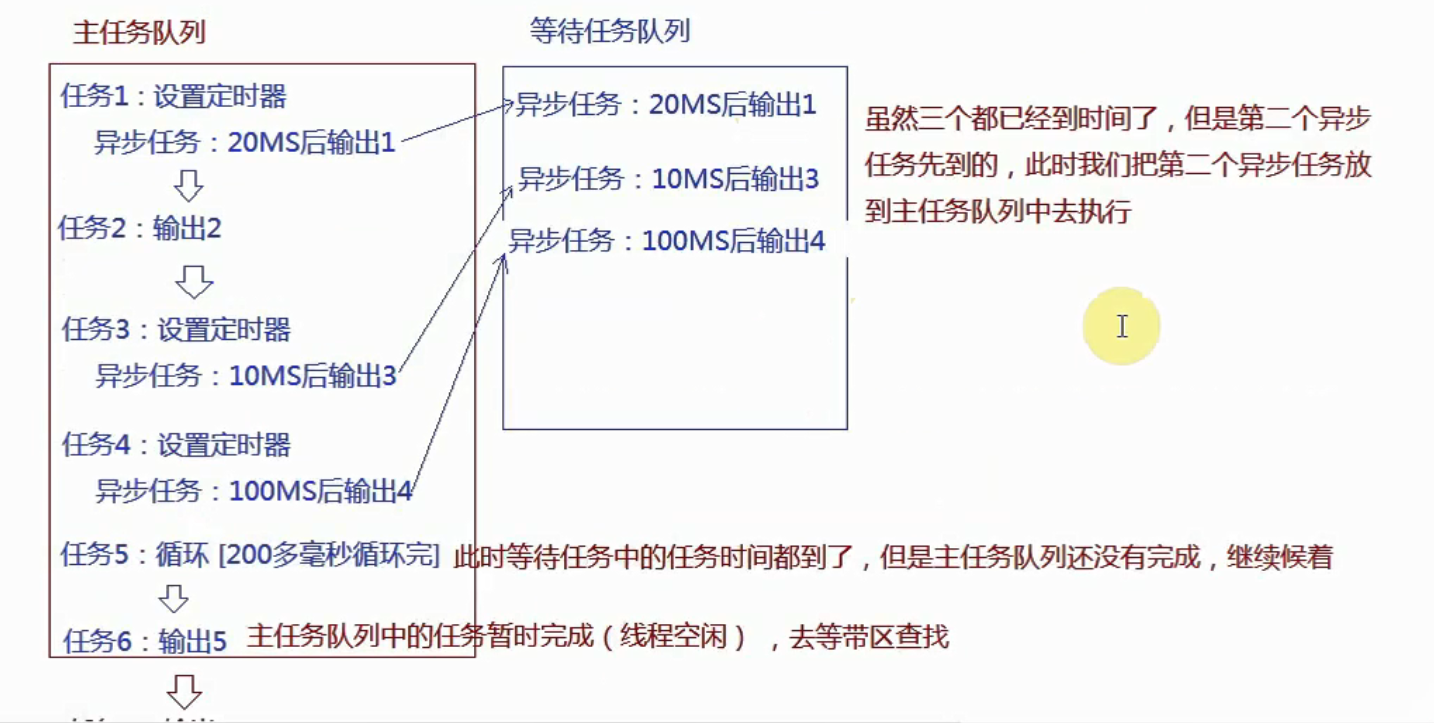 主任务队列
等待任务队列
任务1：设置定时器
异步任务：20MS后输出1
任务2：输出2
任务3：设置定时器
异步任务：10MS后输出3
任务4：设置定时器
异步任务：100MS后输出4
任务5：循环 [200多毫秒循环完]
此时等待任务中的任务时间都到了，但是主任务队列还没有完成，继续候着
任务6：输出5
主任务队列中的任务暂时完成（线程空闲），去等带区查找
异步任务：20MS后输出1
异步任务：10MS后输出3
异步任务：100MS后输出4
虽然三个都已经到时间了，但是第二个异步
任务先到的，此时我们把第二个异步任务放
到主任务队列中去执行